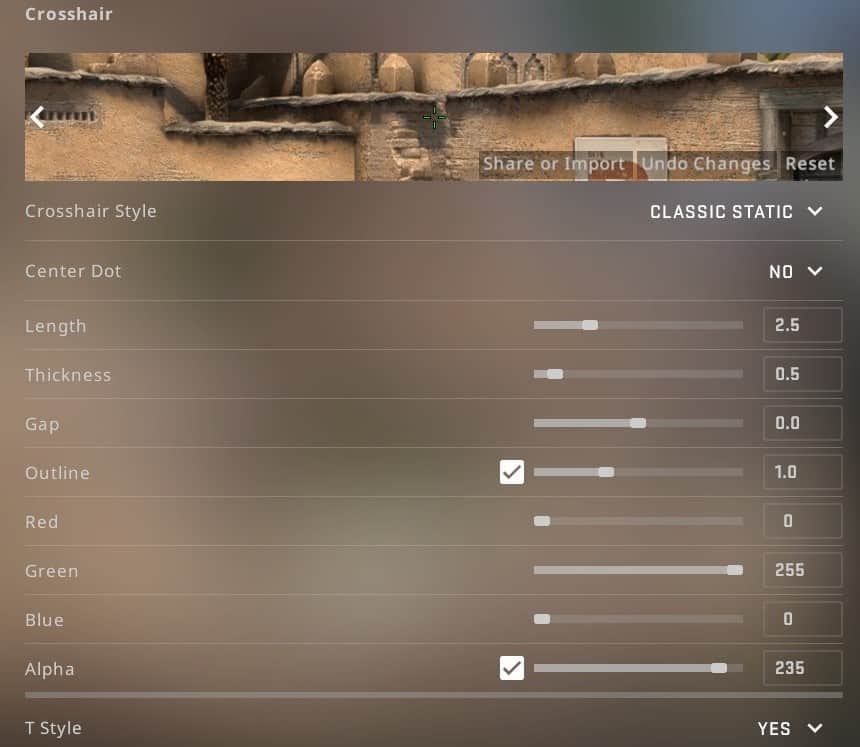 Crosshair
Share or Import Undo Changes Reset
Crosshair Style CLASSIC STATIC
Center Dot NO
Length 2.5
Thickness 0.5
Gap 0.0
Outline 1.0
Red 0
Green 255
Blue 0
Alpha 235
T Style YES